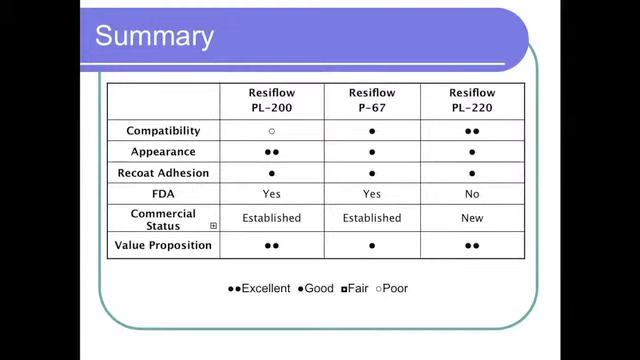 Summary
Resiflow PL-200 Resiflow P-67 Resiflow PL-220
Compatibility ○ ● ●●
Appearance ●● ● ●
Recoat Adhesion ● ● ●
FDA Yes Yes No
Commercial Status Established Established New
Value Proposition ●● ● ●●
●●Excellent ●Good ◘Fair ○Poor